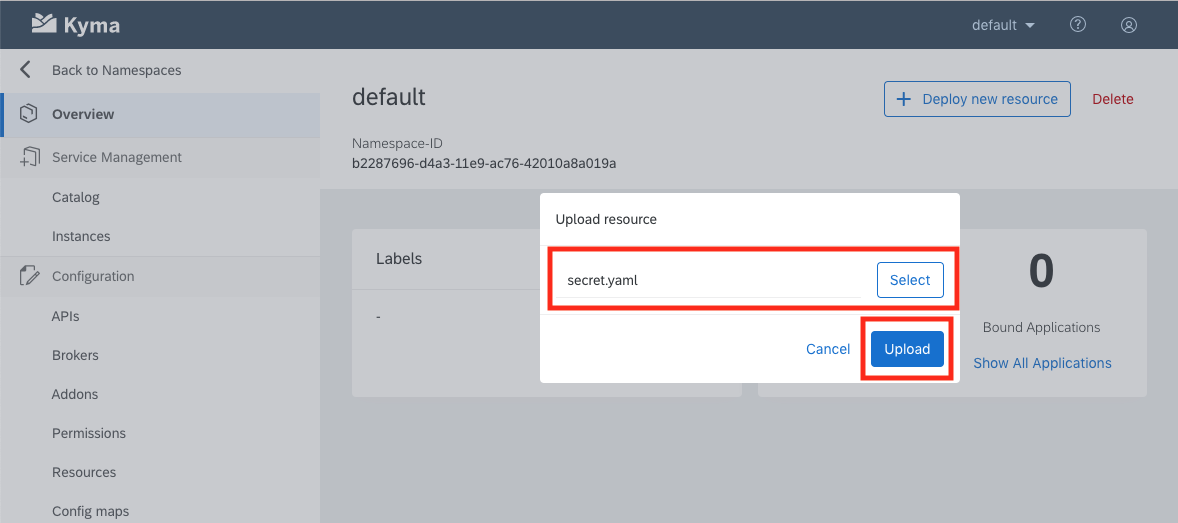 Kyma
default
Back to Namespaces
Overview
Service Management
Catalog
Instances
Configuration
APIs
Brokers
Addons
Permissions
Resources
Config maps
default
+ Deploy new resource
Delete
Namespace-ID
b2287696-d4a3-11e9-ac76-42010a8a019a
Labels
-
Upload resource
secret.yaml
Select
Cancel
Upload
0
Bound Applications
Show All Applications